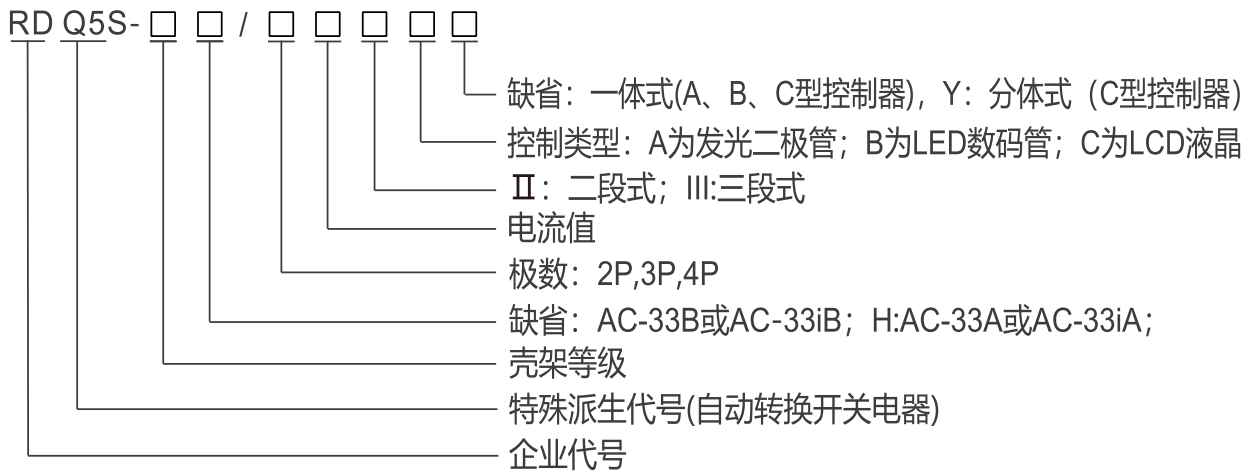 RD Q5S-□ □ / □ □ □ □ □
缺省：一体式(A、B、C型控制器)，Y：分体式（C型控制器）
控制类型：A为发光二极管；B为LED数码管；C为LCD液晶
Ⅱ：二段式；III:三段式
电流值
极数：2P,3P,4P
缺省：AC-33B或AC-33iB；H:AC-33A或AC-33iA；
壳架等级
特殊派生代号(自动转换开关电器)
企业代号